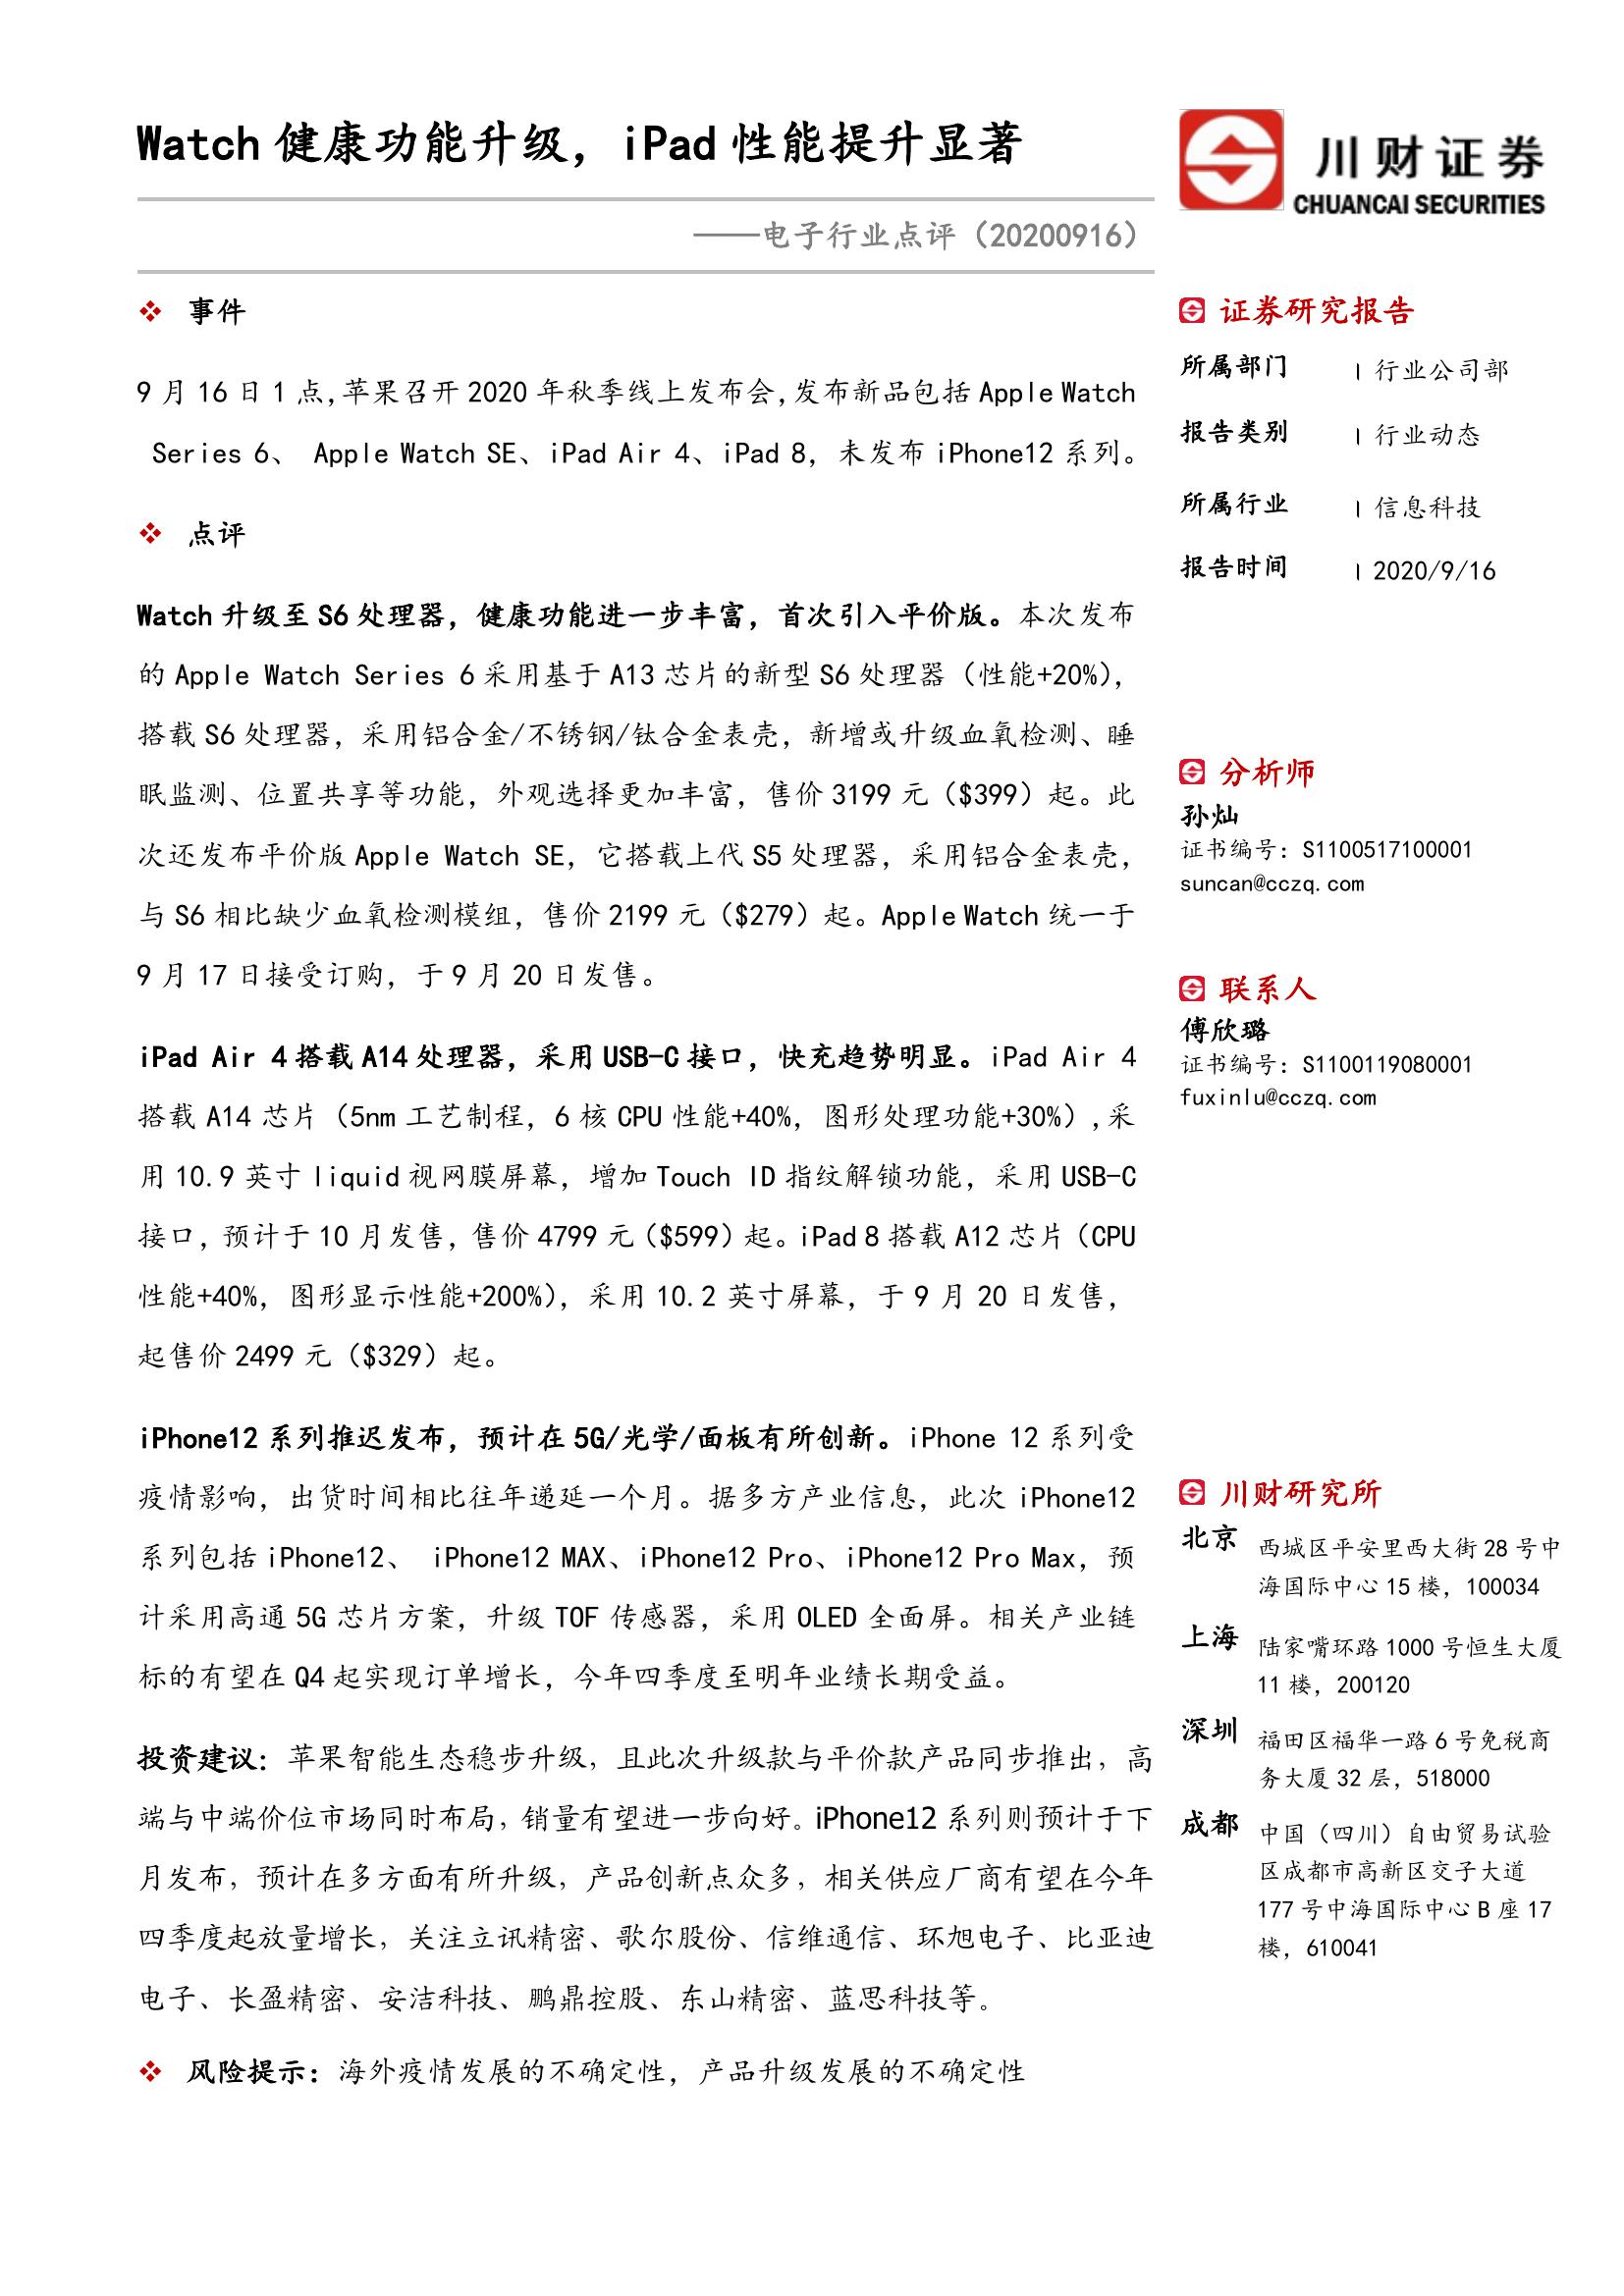 Watch 健康功能升级，iPad 性能提升显著
——电子行业点评（20200916）
川财证券
CHUANCAI SECURITIES
❖ 事件
9 月 16 日 1 点,苹果召开 2020 年秋季线上发布会,发布新品包括 Apple Watch
Series 6、 Apple Watch SE、iPad Air 4、iPad 8，未发布 iPhone12 系列。
❖ 点评
Watch 升级至 S6 处理器，健康功能进一步丰富，首次引入平价版。本次发布
的 Apple Watch Series 6 采用基于 A13 芯片的新型 S6 处理器（性能+20%），
搭载 S6 处理器，采用铝合金/不锈钢/钛合金表壳，新增或升级血氧检测、睡
眠监测、位置共享等功能，外观选择更加丰富，售价 3199 元（$399）起。此
次还发布平价版 Apple Watch SE，它搭载上代 S5 处理器，采用铝合金表壳，
与 S6 相比缺少血氧检测模组，售价 2199 元（$279）起。Apple Watch 统一于
9 月 17 日接受订购，于 9 月 20 日发售。
iPad Air 4 搭载 A14 处理器，采用 USB-C 接口，快充趋势明显。iPad Air 4
搭载 A14 芯片（5nm 工艺制程，6 核 CPU 性能+40%，图形处理功能+30%）,采
用 10.9 英寸 liquid 视网膜屏幕，增加 Touch ID 指纹解锁功能，采用 USB-C
接口，预计于 10 月发售，售价 4799 元（$599）起。iPad 8 搭载 A12 芯片（CPU
性能+40%，图形显示性能+200%），采用 10.2 英寸屏幕，于 9 月 20 日发售，
起售价 2499 元（$329）起。
iPhone12 系列推迟发布，预计在 5G/光学/面板有所创新。iPhone 12 系列受
疫情影响，出货时间相比往年递延一个月。据多方产业信息，此次 iPhone12
系列包括 iPhone12、 iPhone12 MAX、iPhone12 Pro、iPhone12 Pro Max，预
计采用高通 5G 芯片方案，升级 TOF 传感器，采用 OLED 全面屏。相关产业链
标的有望在 Q4 起实现订单增长，今年四季度至明年业绩长期受益。
投资建议：苹果智能生态稳步升级，且此次升级款与平价款产品同步推出，高
端与中端价位市场同时布局，销量有望进一步向好。iPhone12 系列则预计于下
月发布，预计在多方面有所升级，产品创新点众多，相关供应厂商有望在今年
四季度起放量增长，关注立讯精密、歌尔股份、信维通信、环旭电子、比亚迪
电子、长盈精密、安洁科技、鹏鼎控股、东山精密、蓝思科技等。
❖ 风险提示：海外疫情发展的不确定性，产品升级发展的不确定性
证券研究报告
所属部门 | 行业公司部
报告类别 | 行业动态
所属行业 | 信息科技
报告时间 | 2020/9/16
分析师
孙灿
证书编号：S1100517100001
suncan@cczq.com
联系人
傅欣璐
证书编号：S1100119080001
fuxinlu@cczq.com
川财研究所
北京 西城区平安里西大街 28 号中
海国际中心 15 楼，100034
上海 陆家嘴环路 1000 号恒生大厦
11 楼，200120
深圳 福田区福华一路 6 号免税商
务大厦 32 层，518000
成都 中国（四川）自由贸易试验
区成都市高新区交子大道
177 号中海国际中心 B 座 17
楼，610041